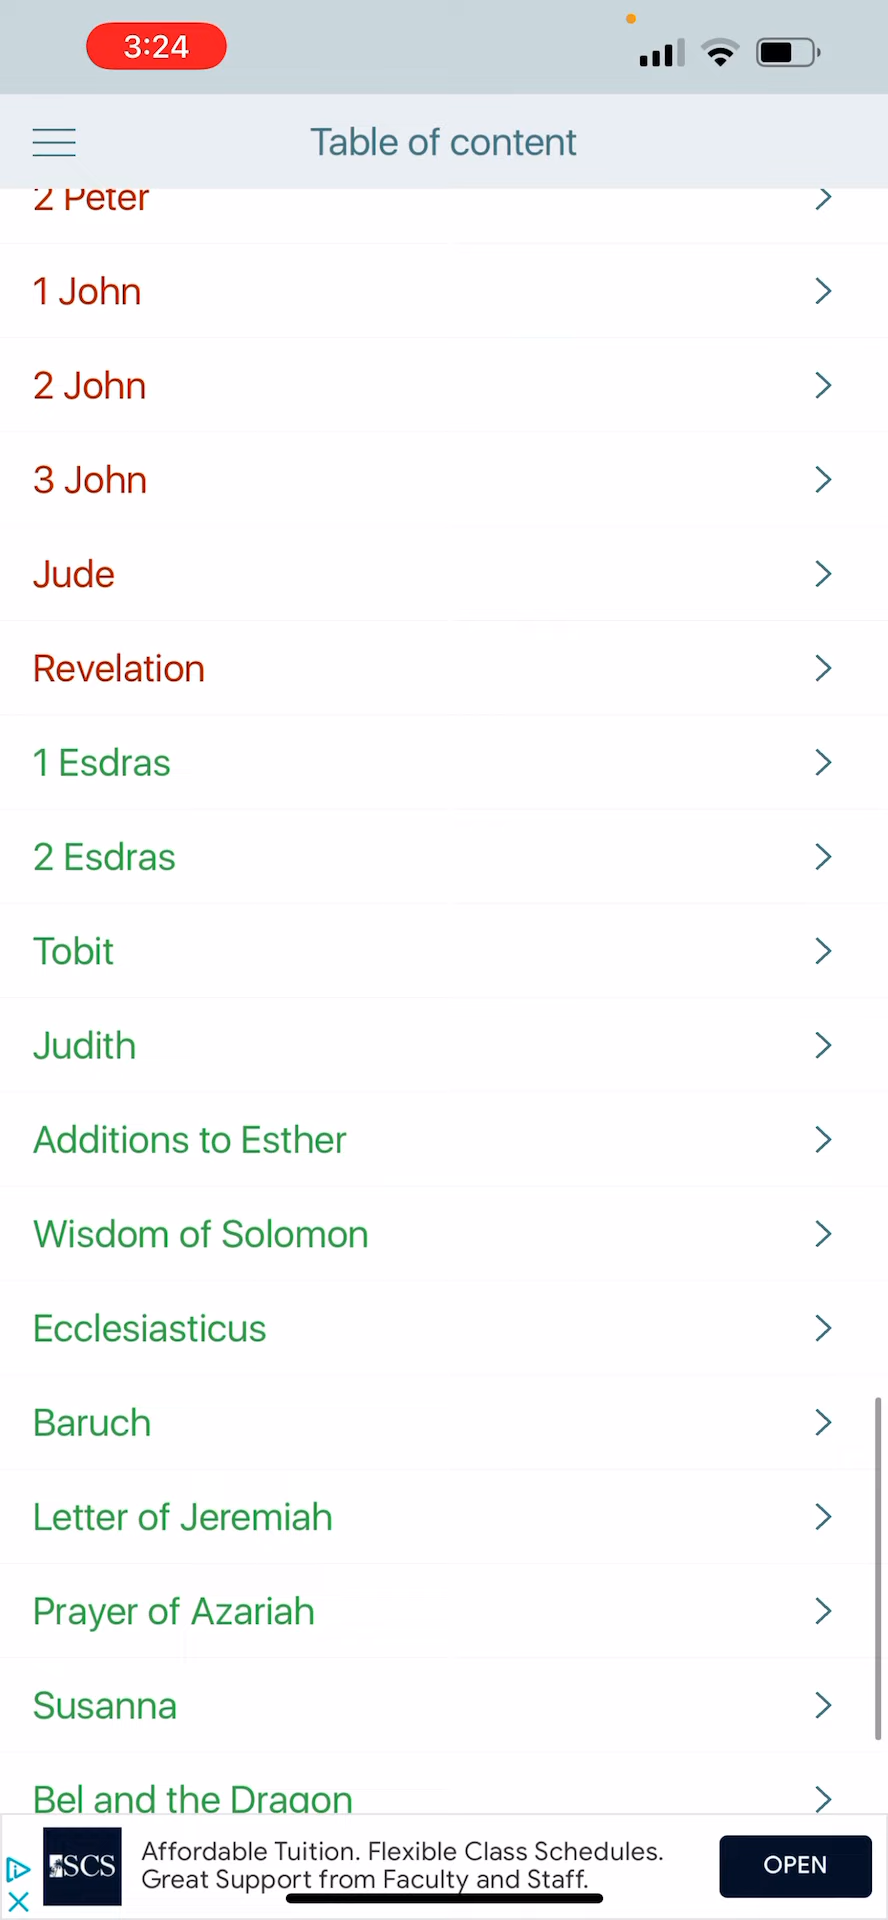 3:24
Table of content
2 Peter
1 John
2 John
3 John
Jude
Revelation
1 Esdras
2 Esdras
Tobit
Judith
Additions to Esther
Wisdom of Solomon
Ecclesiasticus
Baruch
Letter of Jeremiah
Prayer of Azariah
Susanna
Bel and the Dragon
SCS
Affordable Tuition. Flexible Class Schedules.
Great Support from Faculty and Staff.
OPEN